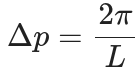 Δp = 2π / L